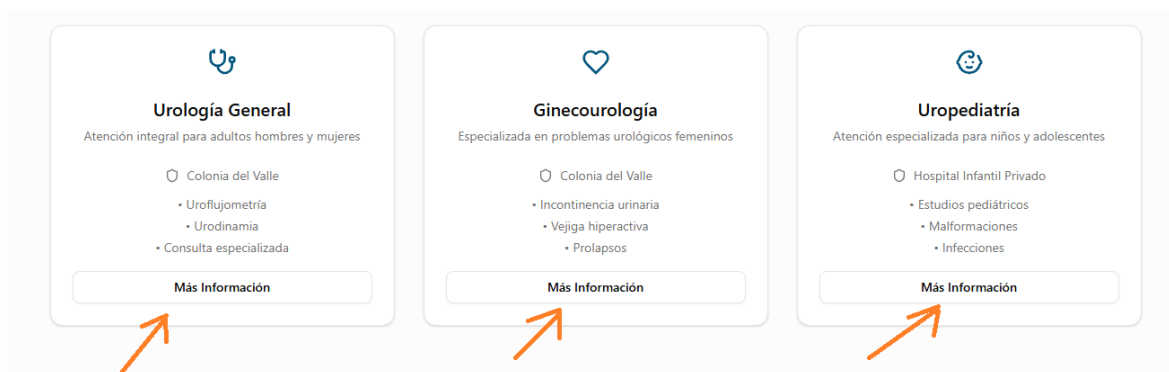 Urología General
Atención integral para adultos hombres y mujeres
Colonia del Valle
• Uroflujometría
• Urodinamia
• Consulta especializada
Más Información
Ginecourología
Especializada en problemas urológicos femeninos
Colonia del Valle
• Incontinencia urinaria
• Vejiga hiperactiva
• Prolapsos
Más Información
Uropediatría
Atención especializada para niños y adolescentes
Hospital Infantil Privado
• Estudios pediátricos
• Malformaciones
• Infecciones
Más Información